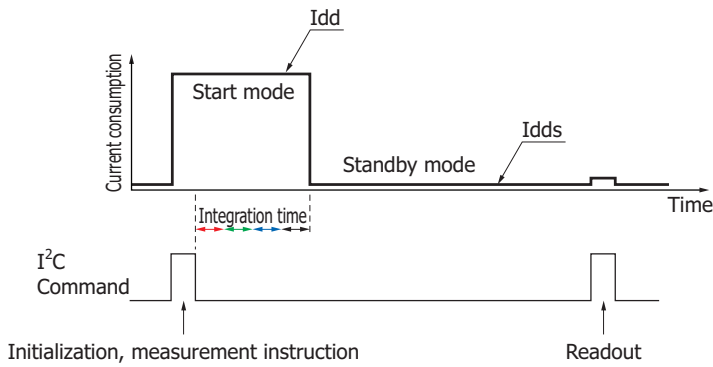 Idd
Current consumption
Start mode
Idds
Standby mode
Time
Integration time
I²C
Command
Initialization, measurement instruction
Readout